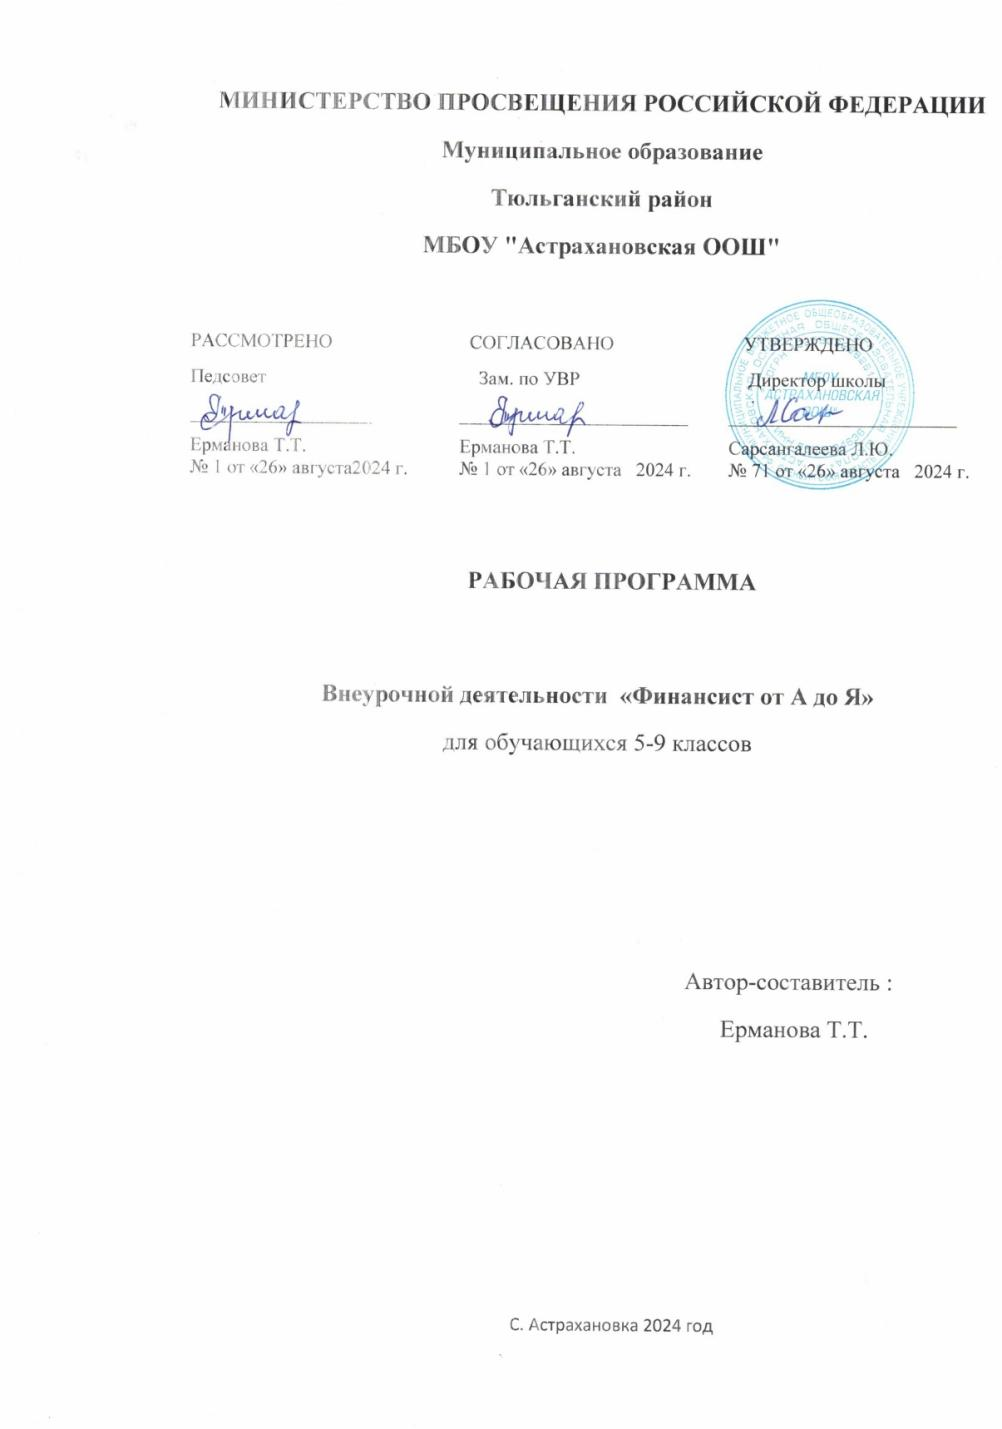 МИНИСТЕРСТВО ПРОСВЕЩЕНИЯ РОССИЙСКОЙ ФЕДЕРАЦИИ
Муниципальное образование
Тюльганский район
МБОУ "Астрахановская ООШ"
РАССМОТРЕНО
Педсовет
Ерманова Т.Т.
№ 1 от «26» августа2024 г.
СОГЛАСОВАНО
Зам. по УВР
Ерманова Т.Т.
№ 1 от «26» августа 2024 г.
УТВЕРЖДЕНО
Директор школы
Сарсангалеева Л.Ю.
№ 71 от «26» августа 2024 г.
МБОУ
"АСТРАХАНОВСКАЯ
РАБОЧАЯ ПРОГРАММА
Внеурочной деятельности «Финансист от А до Я»
для обучающихся 5-9 классов
Автор-составитель :
Ерманова Т.Т.
С. Астрахановка 2024 год